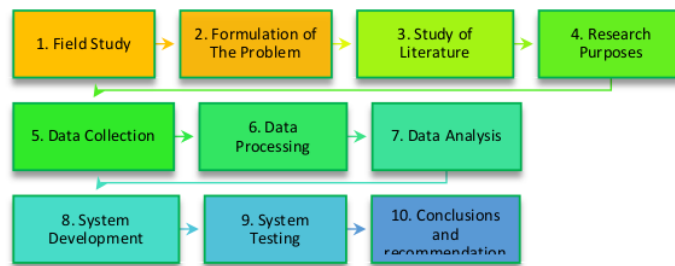 1. Field Study
2. Formulation of
The Problem
3. Study of
Literature
4. Research
Purposes
5. Data Collection
6. Data
Processing
7. Data Analysis
8. System
Development
9. System
Testing
10. Conclusions
and
recommendation